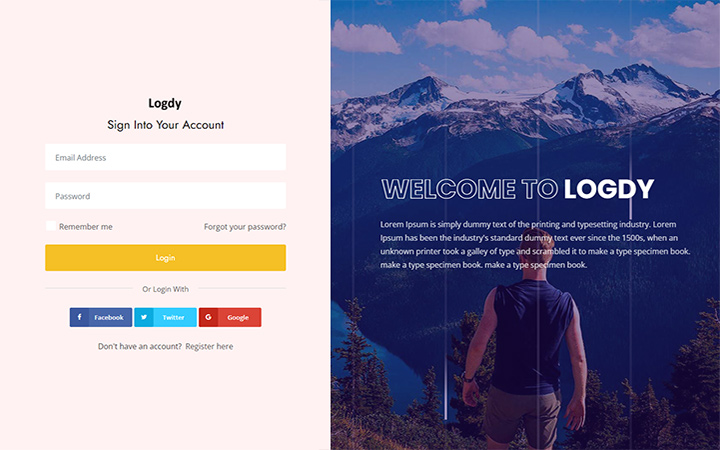 Logdy
Sign Into Your Account
Email Address
Password
Remember me
Forgot your password?
Login
Or Login With
Facebook
Twitter
Google
Don't have an account? Register here
WELCOME TO LOGDY
Lorem Ipsum is simply dummy text of the printing and typesetting industry. Lorem
Ipsum has been the industry's standard dummy text ever since the 1500s, when an
unknown printer took a galley of type and scrambled it to make a type specimen book.
make a type specimen book. make a type specimen book.